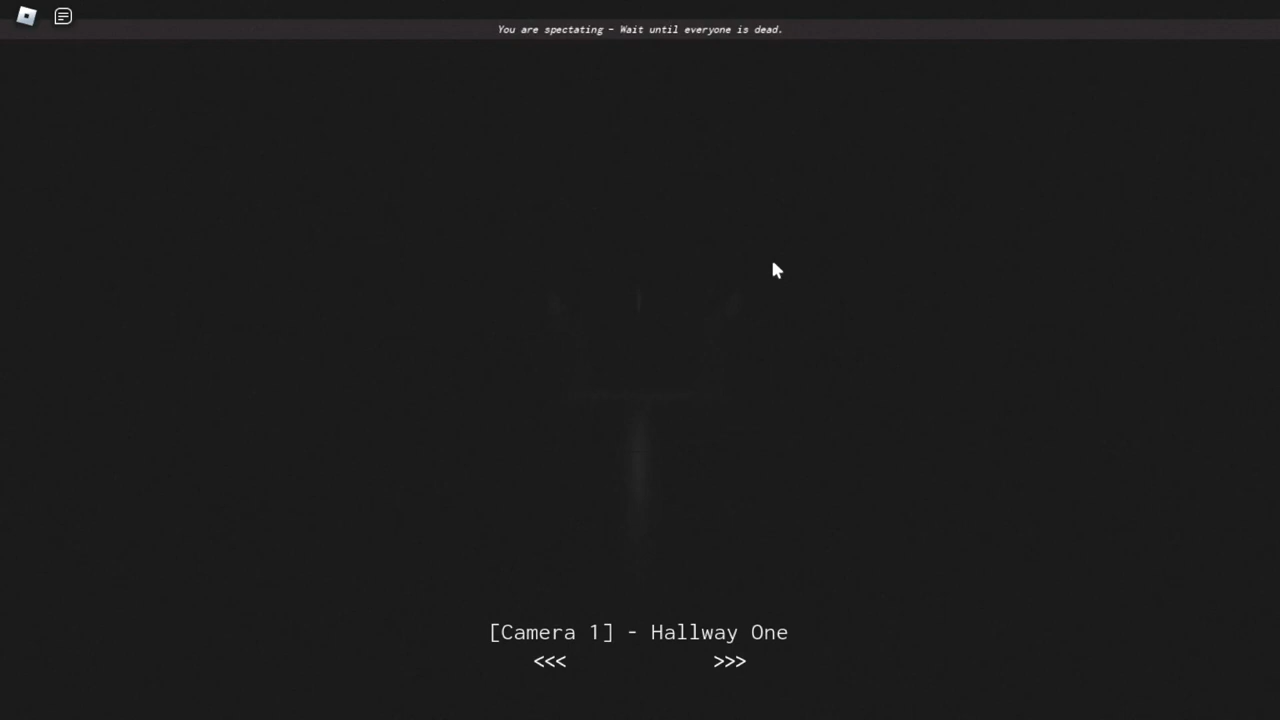 You are spectating - Wait until everyone is dead.
[Camera 1] - Hallway One
<<< >>>